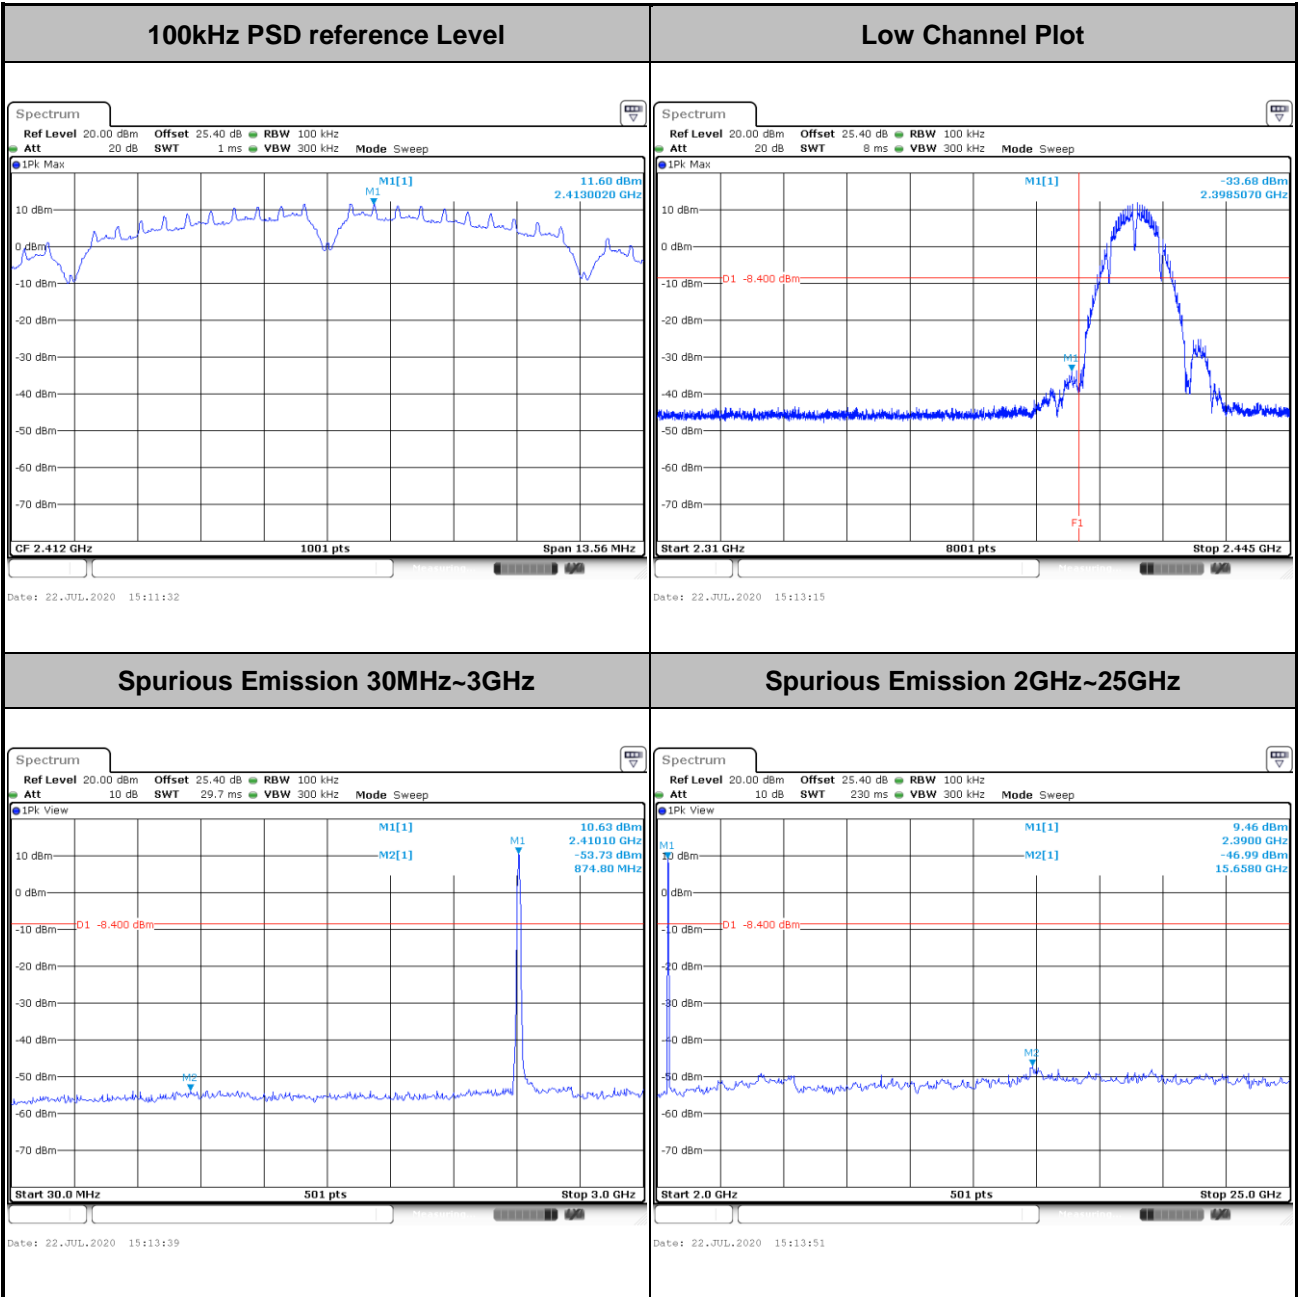 100kHz PSD reference Level
Low Channel Plot
Spectrum
Ref Level 20.00 dBm Offset 25.40 dB RBW 100 kHz
Att 20 dB SWT 1 ms VBW 300 kHz Mode Sweep
1Pk Max
M1[1] 11.60 dBm
2.4130020 GHz
M1
10 dBm
0 dBm
-10 dBm
-20 dBm
-30 dBm
-40 dBm
-50 dBm
-60 dBm
-70 dBm
CF 2.412 GHz 1001 pts Span 13.56 MHz
Date: 22.JUL.2020 15:11:32
Spectrum
Ref Level 20.00 dBm Offset 25.40 dB RBW 100 kHz
Att 20 dB SWT 8 ms VBW 300 kHz Mode Sweep
1Pk Max
M1[1] -33.68 dBm
2.3985070 GHz
10 dBm
0 dBm
D1 -8.400 dBm
-10 dBm
-20 dBm
-30 dBm
M1
-40 dBm
-50 dBm
-60 dBm
-70 dBm
F1
Start 2.31 GHz 8001 pts Stop 2.445 GHz
Date: 22.JUL.2020 15:13:15
Spurious Emission 30MHz~3GHz
Spurious Emission 2GHz~25GHz
Spectrum
Ref Level 20.00 dBm Offset 25.40 dB RBW 100 kHz
Att 10 dB SWT 29.7 ms VBW 300 kHz Mode Sweep
1Pk View
M1[1] 10.63 dBm
2.41010 GHz
M2[1] -53.73 dBm
874.80 MHz
M1
10 dBm
0 dBm
D1 -8.400 dBm
-10 dBm
-20 dBm
-30 dBm
-40 dBm
-50 dBm
M2
-60 dBm
-70 dBm
Start 30.0 MHz 501 pts Stop 3.0 GHz
Date: 22.JUL.2020 15:13:39
Spectrum
Ref Level 20.00 dBm Offset 25.40 dB RBW 100 kHz
Att 10 dB SWT 230 ms VBW 300 kHz Mode Sweep
1Pk View
M1[1] 9.46 dBm
2.3900 GHz
M2[1] -46.99 dBm
15.6580 GHz
M1
10 dBm
0 dBm
D1 -8.400 dBm
-10 dBm
-20 dBm
-30 dBm
-40 dBm
M2
-50 dBm
-60 dBm
-70 dBm
Start 2.0 GHz 501 pts Stop 25.0 GHz
Date: 22.JUL.2020 15:13:51